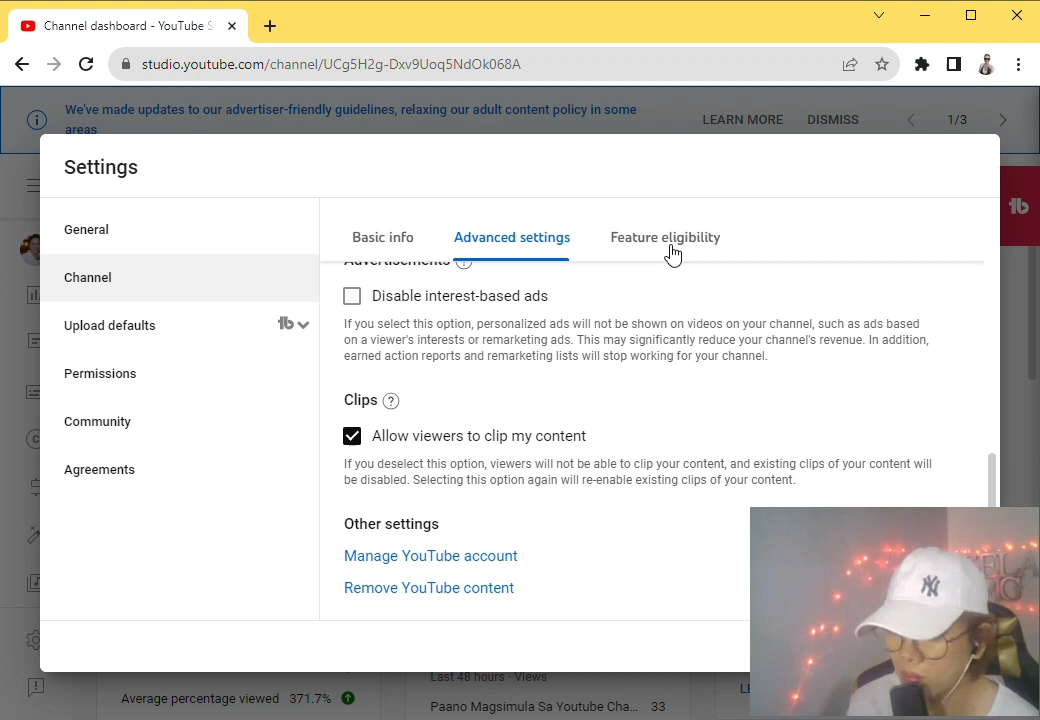 Channel dashboard - YouTube S
studio.youtube.com/channel/UCg5H2g-Dxv9Uoq5NdOk068A
We've made updates to our advertiser-friendly guidelines, relaxing our adult content policy in some
areas
LEARN MORE
DISMISS
1/3
Settings
General
Channel
Upload defaults
Permissions
Community
Agreements
Basic info
Advanced settings
Feature eligibility
Advertisements
Disable interest-based ads
If you select this option, personalized ads will not be shown on videos on your channel, such as ads based
on a viewer's interests or remarketing ads. This may significantly reduce your channel's revenue. In addition,
earned action reports and remarketing lists will stop working for your channel.
Clips
Allow viewers to clip my content
If you deselect this option, viewers will not be able to clip your content, and existing clips of your content will
be disabled. Selecting this option again will re-enable existing clips of your content.
Other settings
Manage YouTube account
Remove YouTube content
Average percentage viewed 371.7%
Last 48 hours · Views
Paano Magsimula Sa Youtube Cha... 33